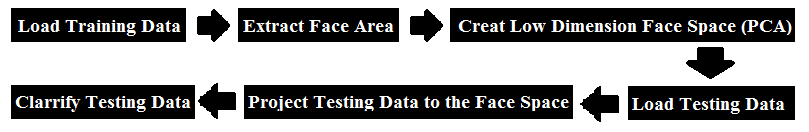 Load Training Data
Extract Face Area
Creat Low Dimension Face Space (PCA)
Load Testing Data
Project Testing Data to the Face Space
Clarrify Testing Data